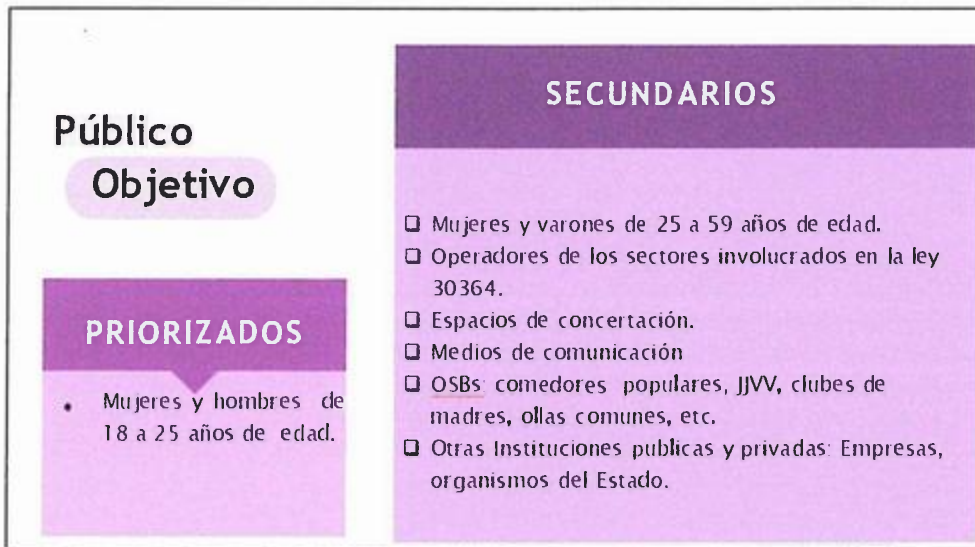 Público
Objetivo
PRIORIZADOS
• Mujeres y hombres de
18 a 25 años de edad.
SECUNDARIOS
❑ Mujeres y varones de 25 a 59 años de edad.
❑ Operadores de los sectores involucrados en la ley
30364.
❑ Espacios de concertación.
❑ Medios de comunicación
❑ OSBs: comedores populares, JJVV, clubes de
madres, ollas comunes, etc.
❑ Otras Instituciones publicas y privadas: Empresas,
organismos del Estado.